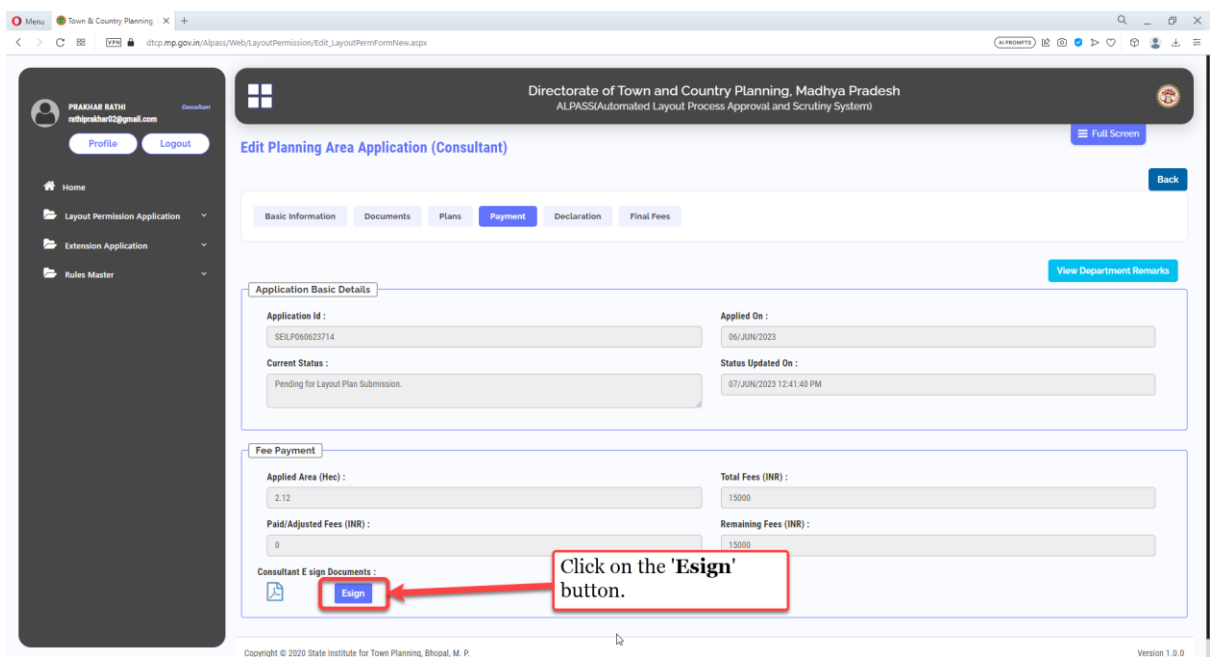 Menu
Town & Country Planning,
VPN
dtcp.mp.gov.in/Alpass/Web/LayoutPermission/Edit_LayoutPermFormNew.aspx
AI PROMPTS
PRAKHAR RATHI
Consultant
rathiprakhar02@gmail.com
Profile
Logout
Home
Layout Permission Application
Extension Application
Rules Master
Directorate of Town and Country Planning, Madhya Pradesh
ALPASS(Automated Layout Process Approval and Scrutiny System)
Full Screen
Edit Planning Area Application (Consultant)
Back
Basic Information Documents Plans Payment Declaration Final Fees
View Department Remarks
Application Basic Details
Application Id : Applied On :
SEILP060623714 06/JUN/2023
Current Status : Status Updated On :
Pending for Layout Plan Submission. 07/JUN/2023 12:41:40 PM
Fee Payment
Applied Area (Hec) : Total Fees (INR) :
2.12 15000
Paid/Adjusted Fees (INR) : Remaining Fees (INR) :
0 15000
Consultant E sign Documents :
Esign
Click on the 'Esign'
button.
Copyright © 2020 State Institute for Town Planning, Bhopal, M. P. Version 1.0.0